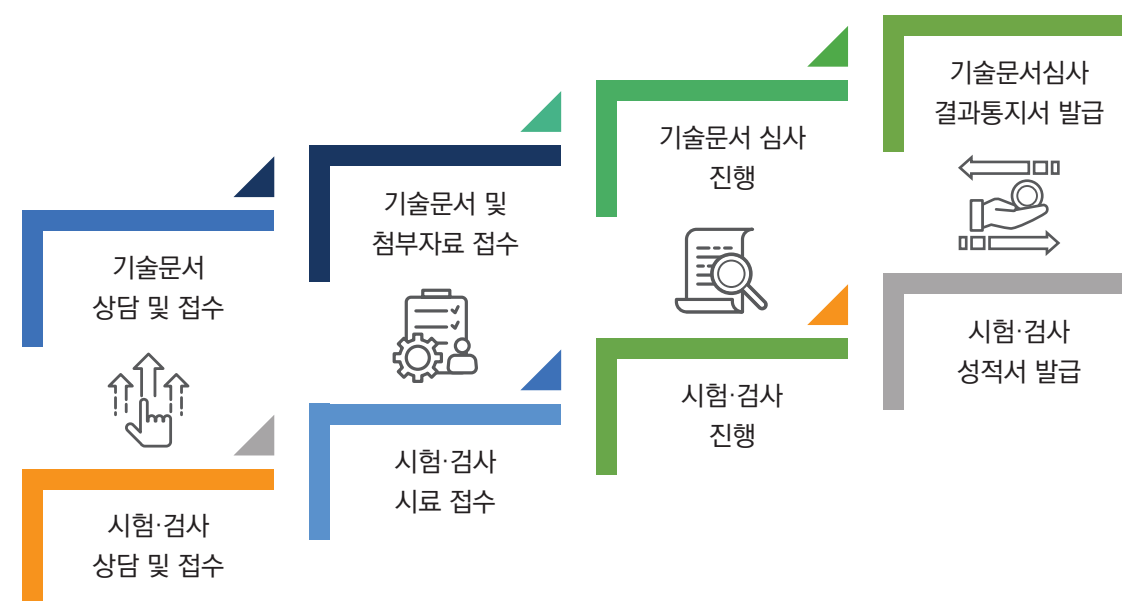 기술문서
상담 및 접수
기술문서 및
첨부자료 접수
기술문서 심사
진행
기술문서심사
결과통지서 발급
시험·검사
상담 및 접수
시험·검사
시료 접수
시험·검사
진행
시험·검사
성적서 발급